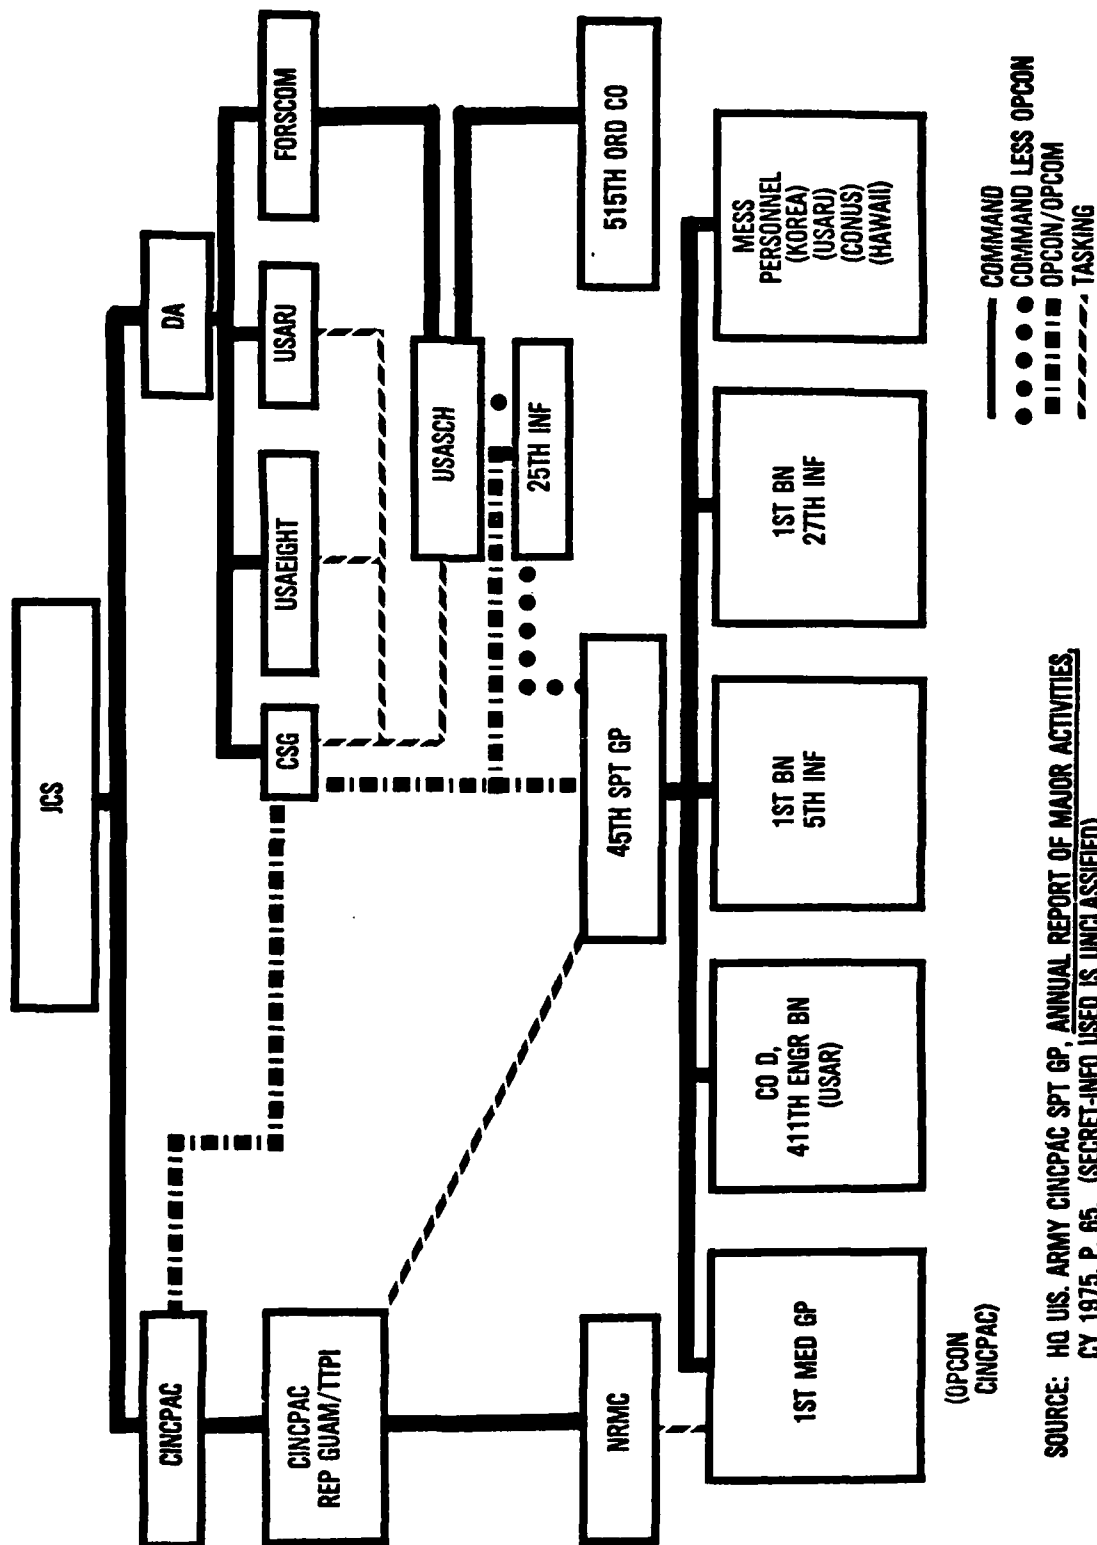 JCS
CINCPAC
DA
CINCPAC
REP GUAM/TTPI
CSG
USAEIGHT
USARJ
FORSCOM
USASCH
25TH INF
NRMC
45TH SPT GP
515TH ORD CO
1ST MED GP
CO D,
411TH ENGR BN
(USAR)
1ST BN
5TH INF
1ST BN
27TH INF
MESS
PERSONNEL
(KOREA)
(USARJ)
(CONUS)
(HAWAII)
(OPCON
CINCPAC)
COMMAND
COMMAND LESS OPCON
OPCON/OPCOM
TASKING
SOURCE: HQ UIS. ARMY CINCPAC SPT GP, ANNUAL REPORT OF MAJOR ACTIVITIES,
CY 1975, P. 65. (SECRET-INFO USED IS UNCLASSIFIED)